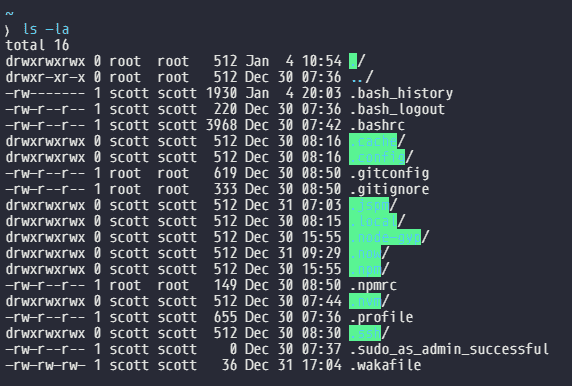 ~
❯ ls -la
total 16
drwxrwxrwx 0 root  root   512 Jan  4 10:54 ./
drwxr-xr-x 0 root  root   512 Dec 30 07:36 ../
-rw------- 1 scott scott 1930 Jan  4 20:03 .bash_history
-rw-r--r-- 1 scott scott  220 Dec 30 07:36 .bash_logout
-rw-r--r-- 1 scott scott 3968 Dec 30 07:42 .bashrc
drwxrwxrwx 0 scott scott  512 Dec 30 08:16 .cache/
drwxrwxrwx 0 scott scott  512 Dec 30 08:16 .config/
-rw-r--r-- 1 root  root   619 Dec 30 08:50 .gitconfig
-rw-r--r-- 1 root  root   333 Dec 30 08:50 .gitignore
drwxrwxrwx 0 scott scott  512 Dec 31 07:03 .jspm/
drwxrwxrwx 0 scott scott  512 Dec 30 08:15 .local/
drwxrwxrwx 0 scott scott  512 Dec 30 15:55 .node-gyp/
drwxrwxrwx 0 scott scott  512 Dec 31 09:29 .now/
drwxrwxrwx 0 scott scott  512 Dec 30 15:55 .npm/
-rw-r--r-- 1 root  root   149 Dec 30 08:50 .npmrc
drwxrwxrwx 0 scott scott  512 Dec 30 07:44 .nvm/
-rw-r--r-- 1 scott scott  655 Dec 30 07:36 .profile
drwxrwxrwx 0 scott scott  512 Dec 30 08:30 .ssh/
-rw-r--r-- 1 scott scott    0 Dec 30 07:37 .sudo_as_admin_successful
-rw-rw-rw- 1 scott scott   36 Dec 31 17:04 .wakafile